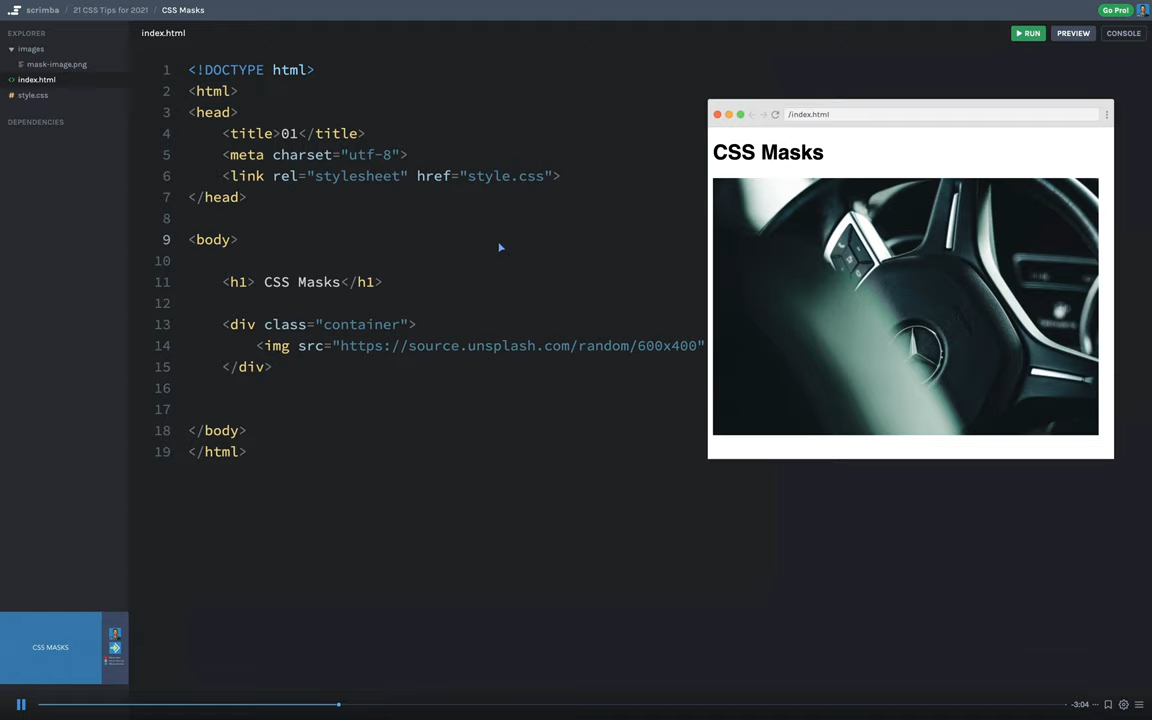 scrimba / 21 CSS Tips for 2021 / CSS Masks
Go Pro!
EXPLORER
images
mask-image.png
<> index.html
# style.css
DEPENDENCIES
index.html
RUN
PREVIEW
CONSOLE
1 <!DOCTYPE html>
2 <html>
3 <head>
4 <title>01</title>
5 <meta charset="utf-8">
6 <link rel="stylesheet" href="style.css">
7 </head>
8
9 <body>
10
11 <h1> CSS Masks</h1>
12
13 <div class="container">
14 <img src="https://source.unsplash.com/random/600x400"
15 </div>
16
17
18 </body>
19 </html>
/index.html
CSS Masks
CSS MASKS
-3:04